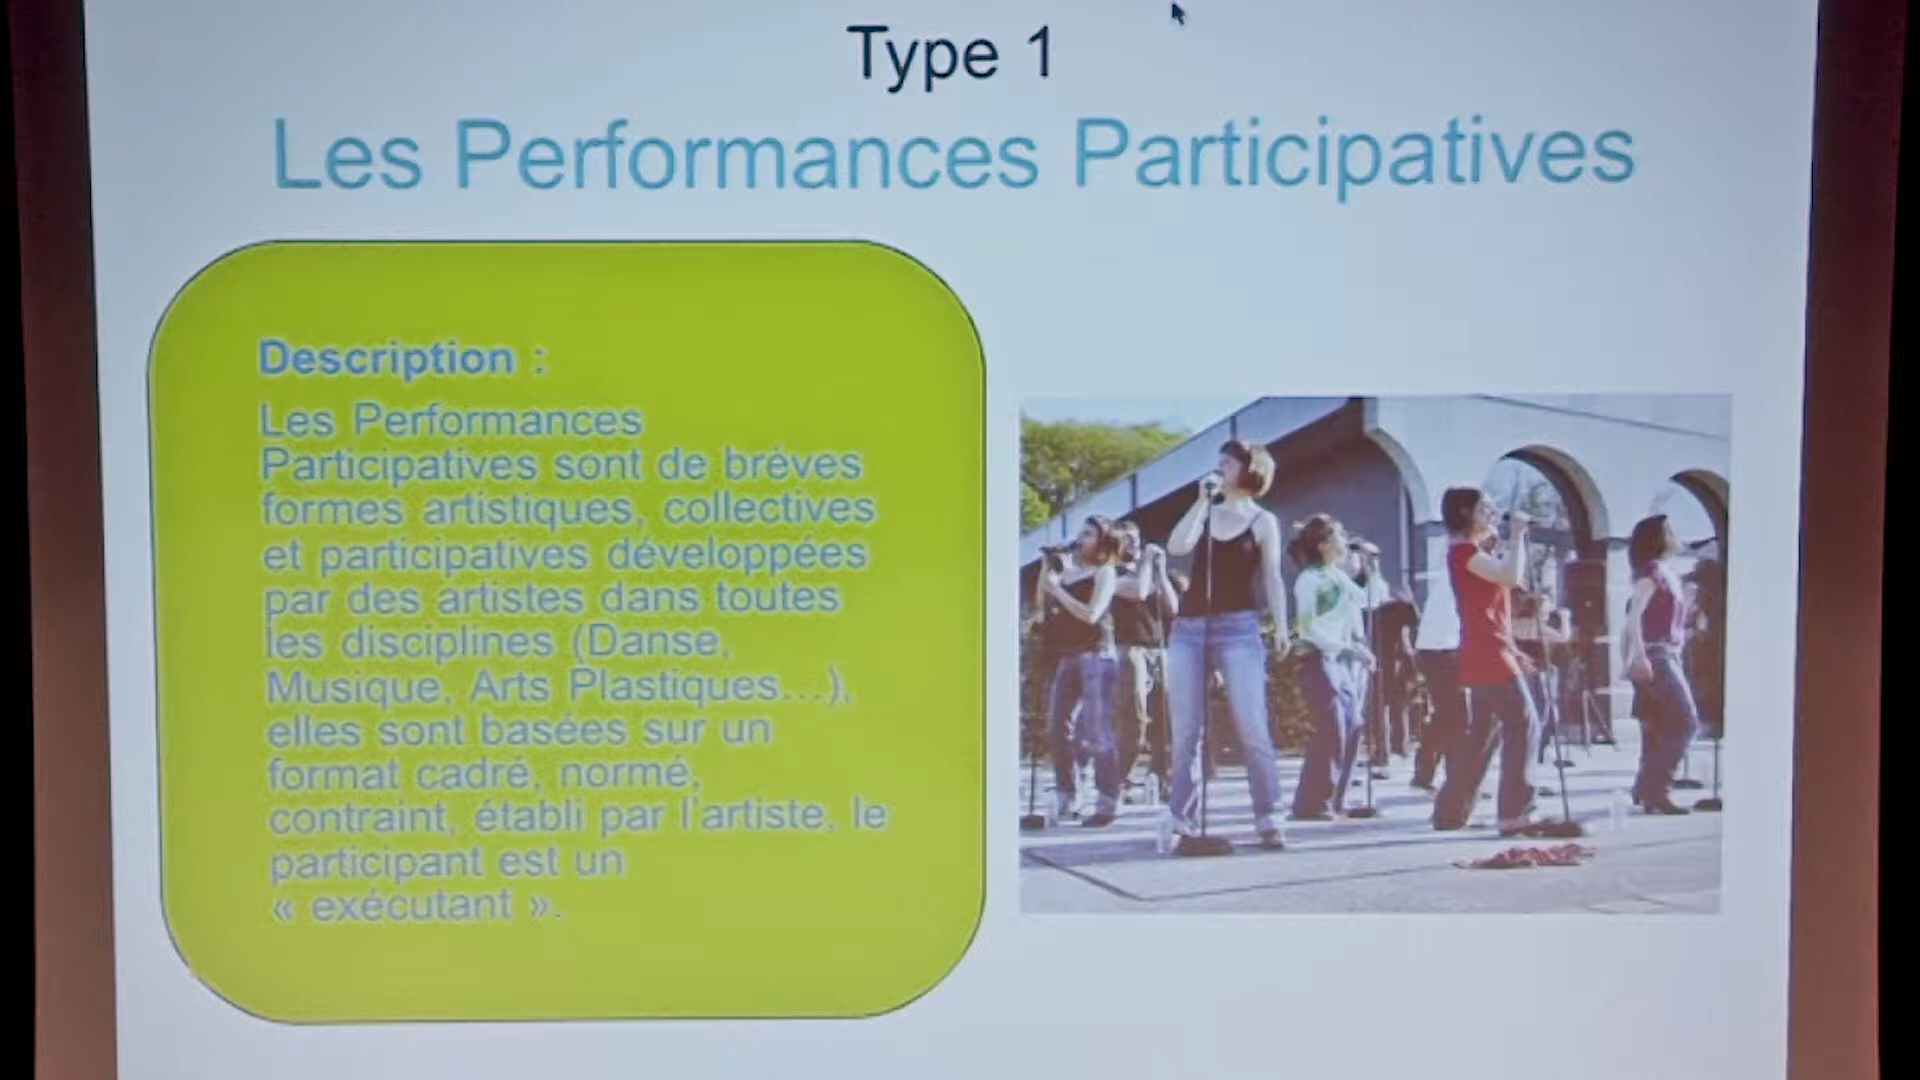 Type 1
Les Performances Participatives
Description :
Les Performances
Participatives sont de brèves
formes artistiques, collectives
et participatives développées
par des artistes dans toutes
les disciplines (Danse,
Musique, Arts Plastiques...),
elles sont basées sur un
format cadré, normé,
contraint, établi par l'artiste, le
participant est un
« exécutant ».